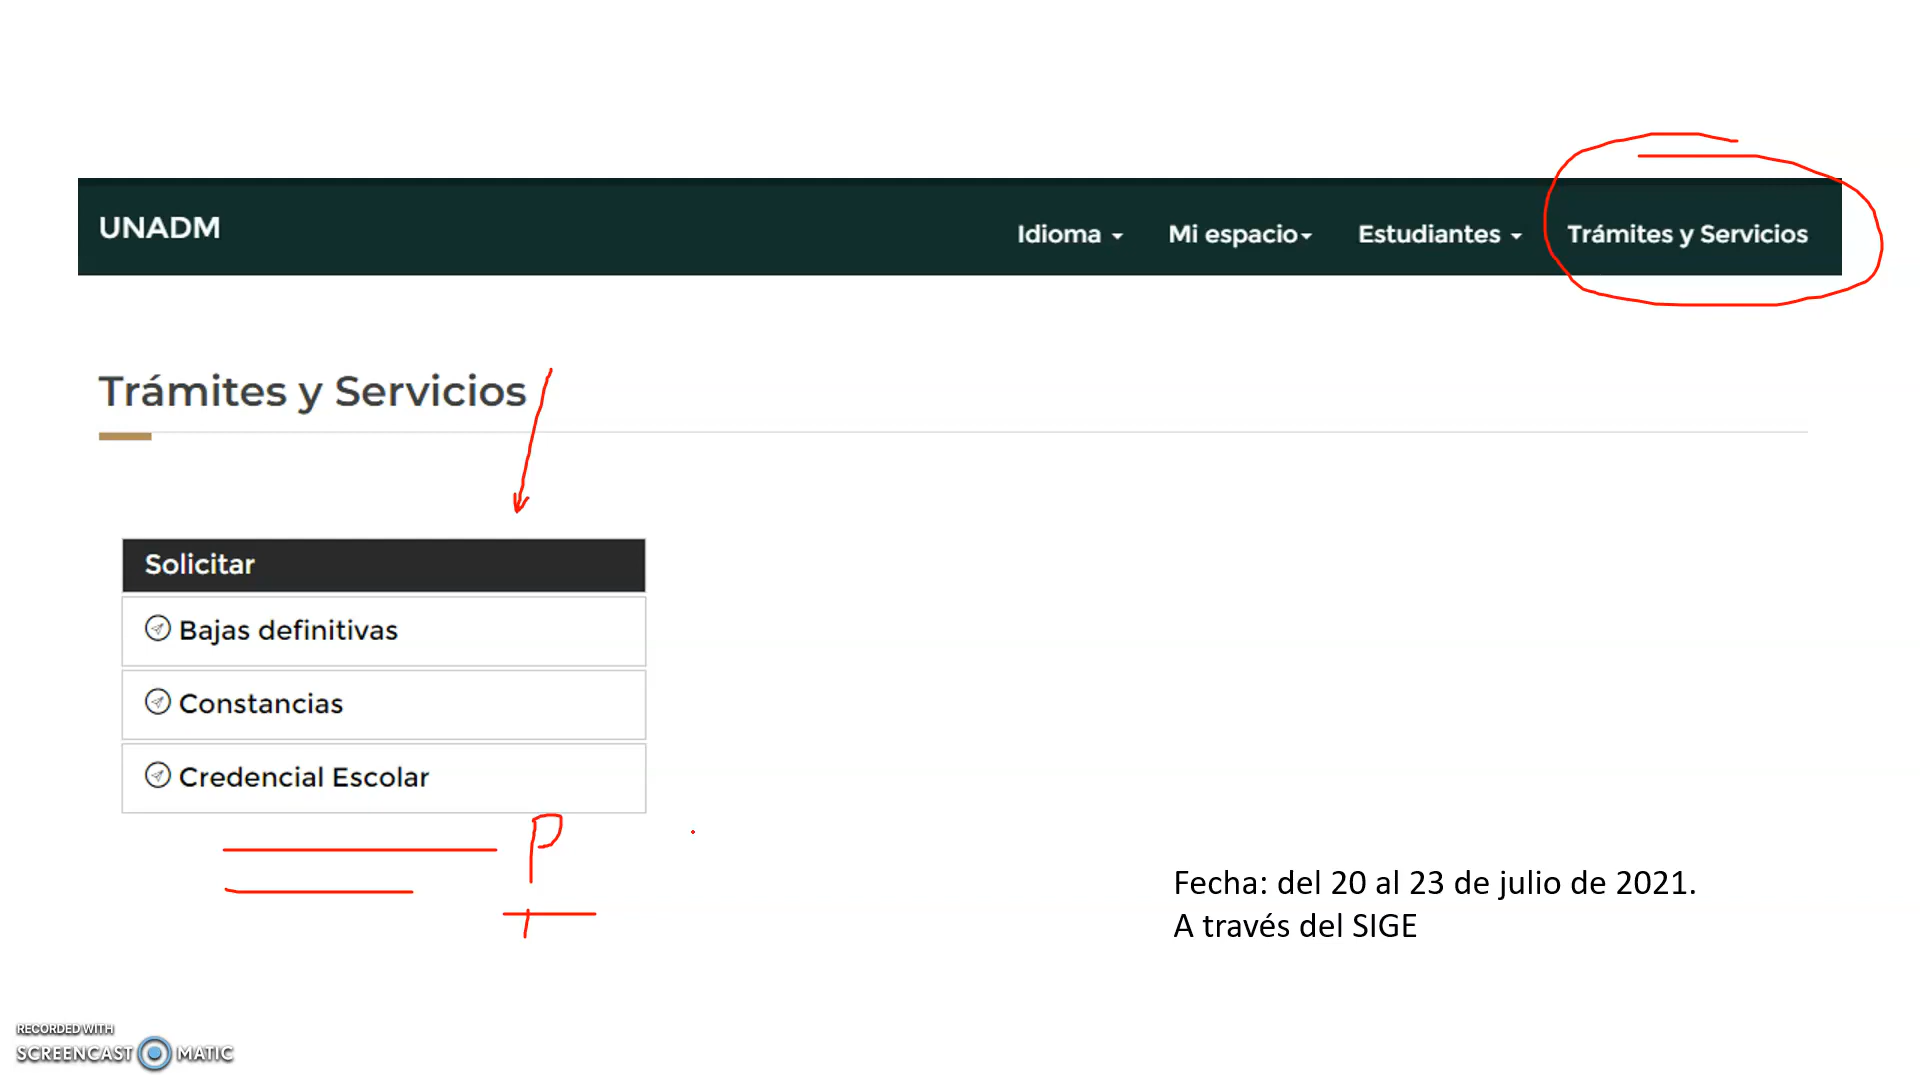 UNADM
Idioma Mi espacio Estudiantes Trámites y Servicios
Trámites y Servicios
Solicitar
Bajas definitivas
Constancias
Credencial Escolar
P
Fecha: del 20 al 23 de julio de 2021.
A través del SIGE
RECORDED WITH
SCREENCAST MATIC